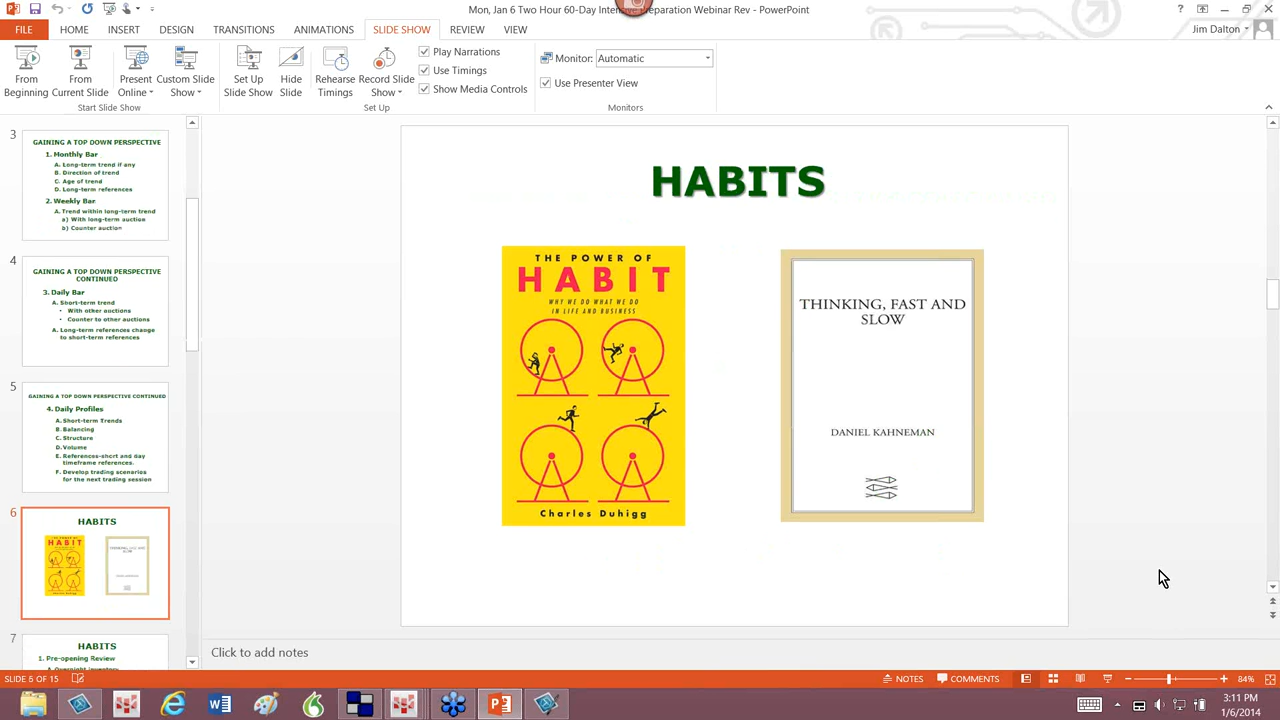 Mon, Jan 6 Two Hour 60-Day Inten preparation Webinar Rev - PowerPoint
FILE HOME INSERT DESIGN TRANSITIONS ANIMATIONS SLIDE SHOW REVIEW VIEW Jim Dalton
From Beginning
From Current Slide
Present Online
Custom Slide Show
Set Up Slide Show
Hide Slide
Rehearse Timings
Record Slide Show
Play Narrations
Use Timings
Show Media Controls
Monitor: Automatic
Use Presenter View
Start Slide Show
Set Up
Monitors
3
GAINING A TOP DOWN PERSPECTIVE
1. Monthly Bar
A. Long-term trend if any
B. Direction of trend
C. Age of trend
D. Long-term references
2. Weekly Bar
A. Trend within long-term trend
a) With long-term auction
b) Counter auction
4
GAINING A TOP DOWN PERSPECTIVE
CONTINUED
3. Daily Bar
A. Short-term trend
• With other auctions
• Counter to other auctions
A. Long-term references change
to short-term references
5
GAINING A TOP DOWN PERSPECTIVE CONTINUED
4. Daily Profiles
A. Short-term Trends
B. Balancing
C. Structure
D. Volume
E. References-short and day
timeframe references.
F. Develop trading scenarios
for the next trading session
6
HABITS
7
HABITS
1. Pre-opening Review
A. Overnight inventory
HABITS
THE POWER OF
HABIT
WHY WE DO WHAT WE DO
IN LIFE AND BUSINESS
Charles Duhigg
THINKING, FAST AND
SLOW
DANIEL KAHNEMAN
Click to add notes
SLIDE 6 OF 15 NOTES COMMENTS 84%
3:11 PM
1/6/2014